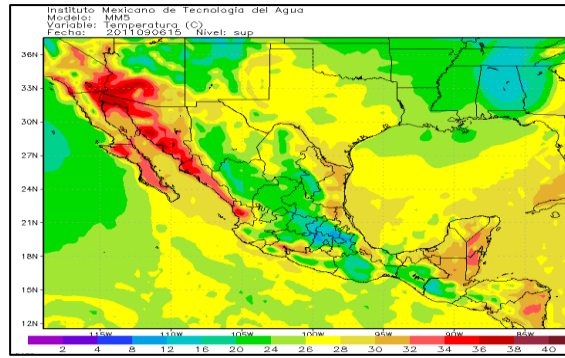 Instituto Mexicano de Tecnología del Agua
Modelo: MM5
Variable: Temperatura (C)
Fecha: 2011090615 Nivel: sup
36N
33N
30N
27N
24N
21N
18N
15N
12N
115W 110W 105W 100W 95W 90W 85W
2 4 8 12 16 20 24 28 30 32 34 36 38 40